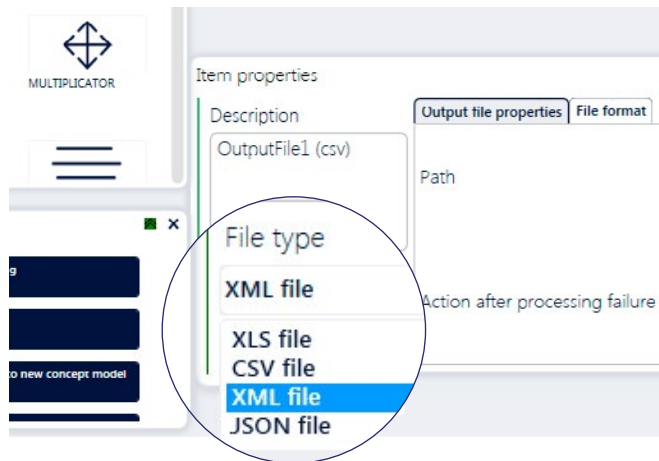 MULTIPLICATOR
Item properties
Description
Output file properties
File format
OutputFile1 (csv)
Path
File type
XML file
Action after processing failure
XLS file
CSV file
XML file
JSON file
g
o new concept model